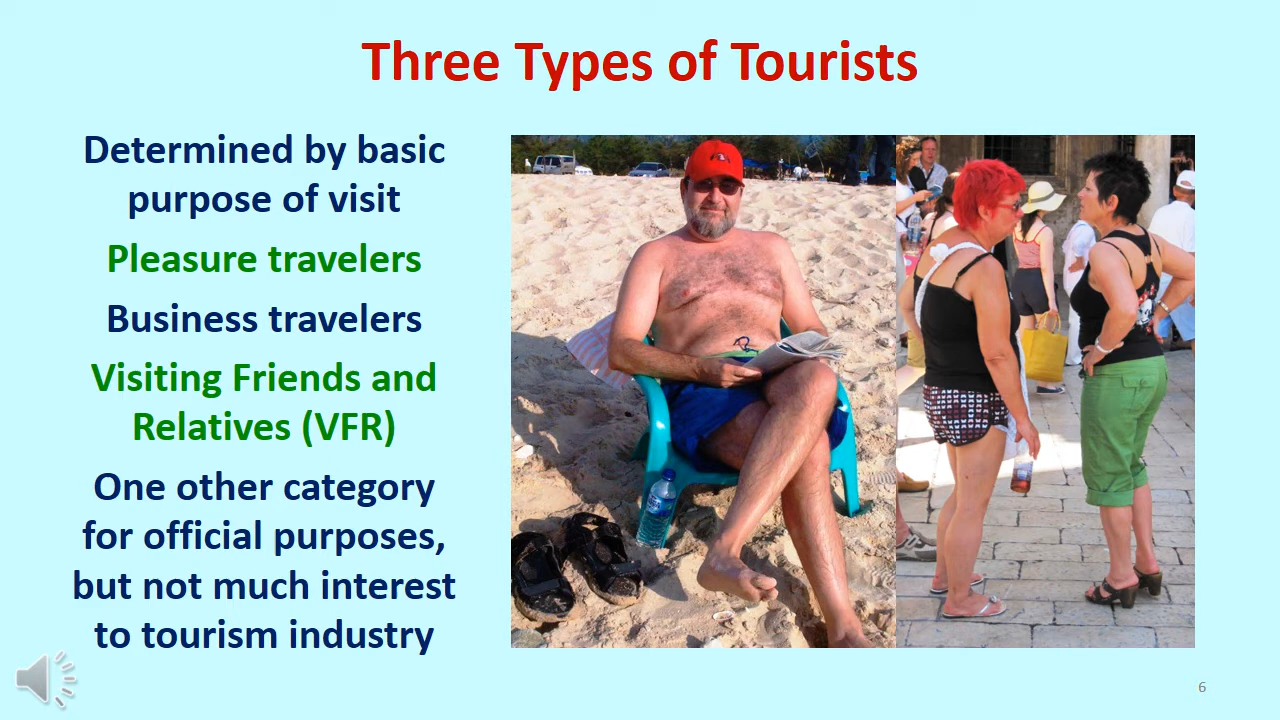 Three Types of Tourists
Determined by basic
purpose of visit
Pleasure travelers
Business travelers
Visiting Friends and
Relatives (VFR)
One other category
for official purposes,
but not much interest
to tourism industry
6